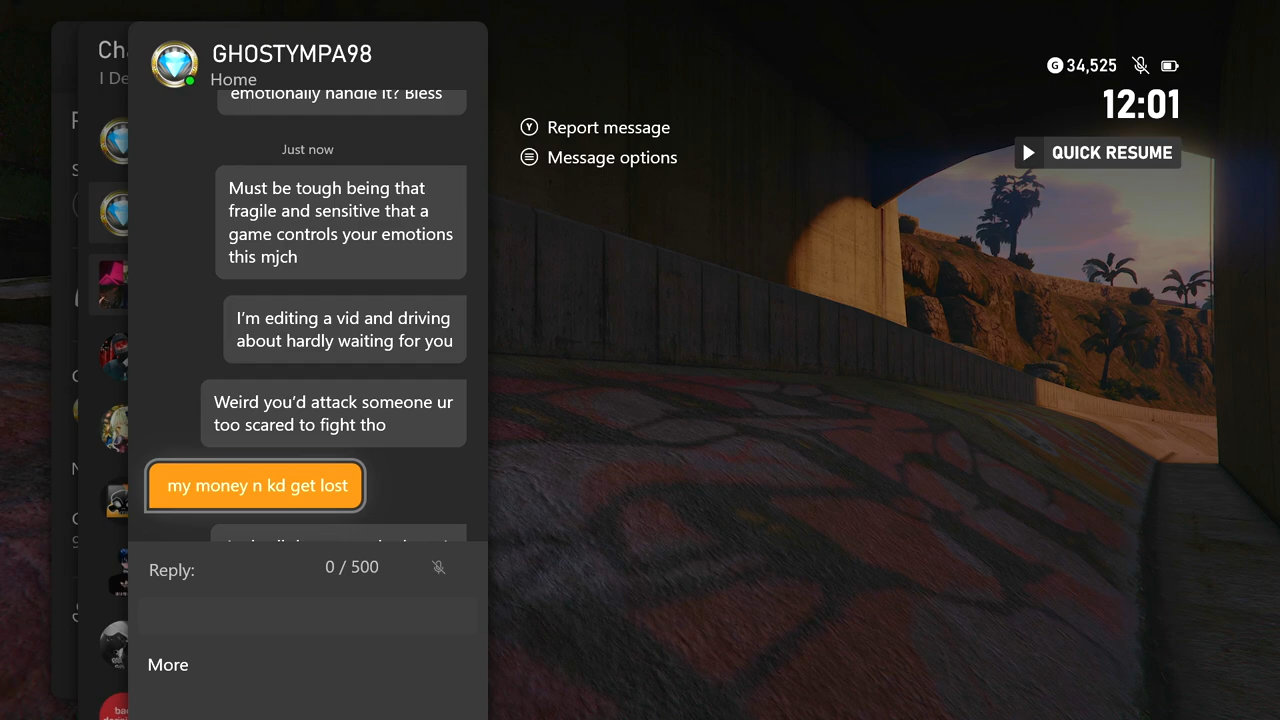 Ch
I De
GHOSTYMPA98
Home
emotionally handle it? Bless
Just now
Must be tough being that
fragile and sensitive that a
game controls your emotions
this mjch
I'm editing a vid and driving
about hardly waiting for you
Weird you'd attack someone ur
too scared to fight tho
my money n kd get lost
Reply:
0 / 500
More
Y Report message
Message options
G 34,525
12:01
QUICK RESUME